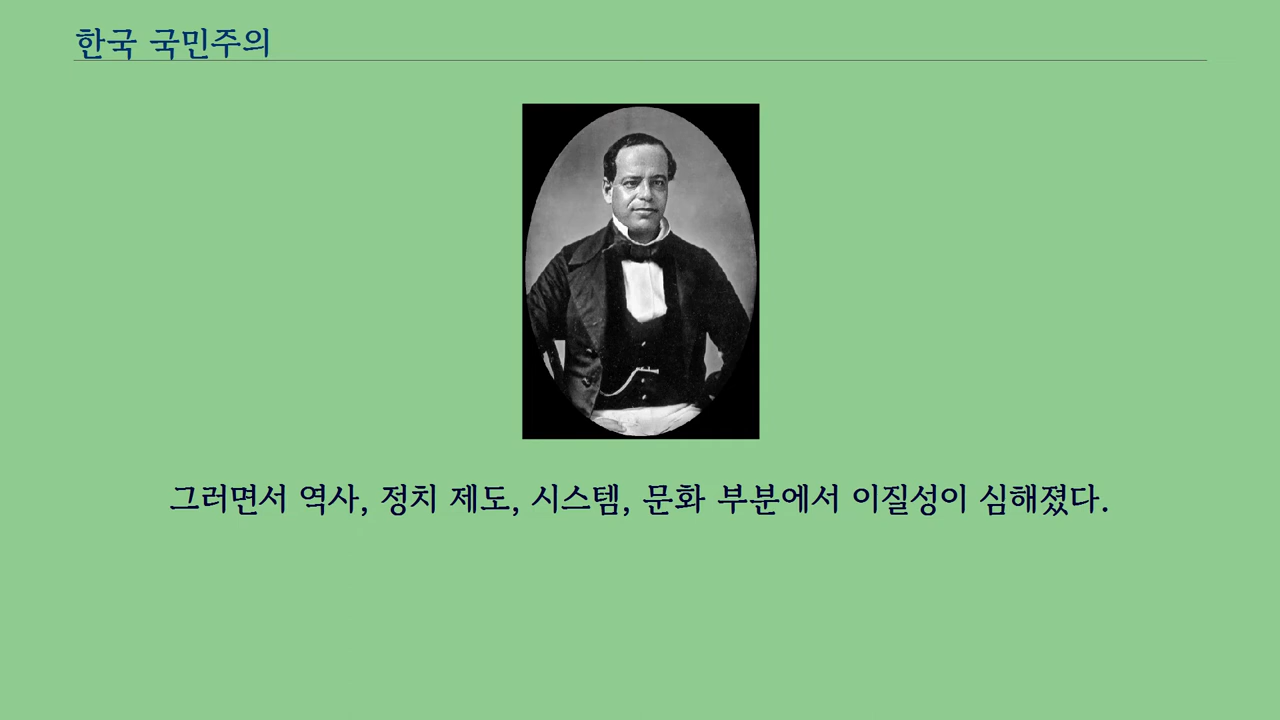 한국 국민주의
그러면서 역사, 정치 제도, 시스템, 문화 부분에서 이질성이 심해졌다.